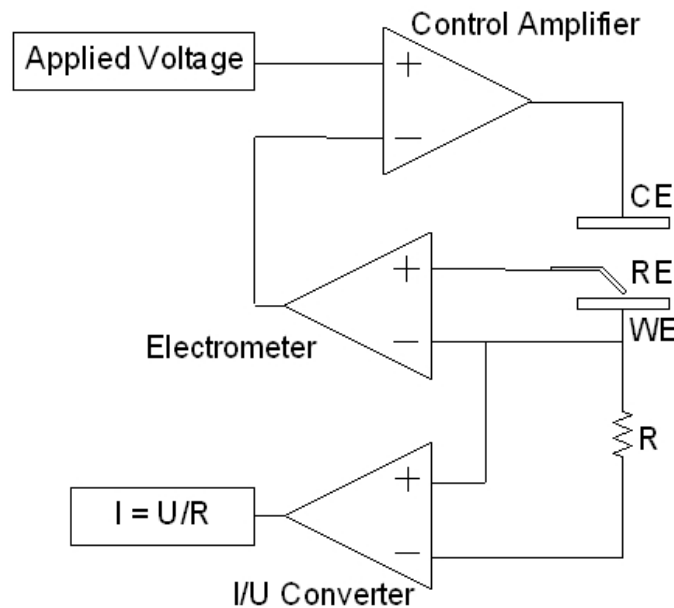 Control Amplifier
Applied Voltage
+
−
CE
+
RE
Electrometer
−
WE
R
+
I = U/R
−
I/U Converter